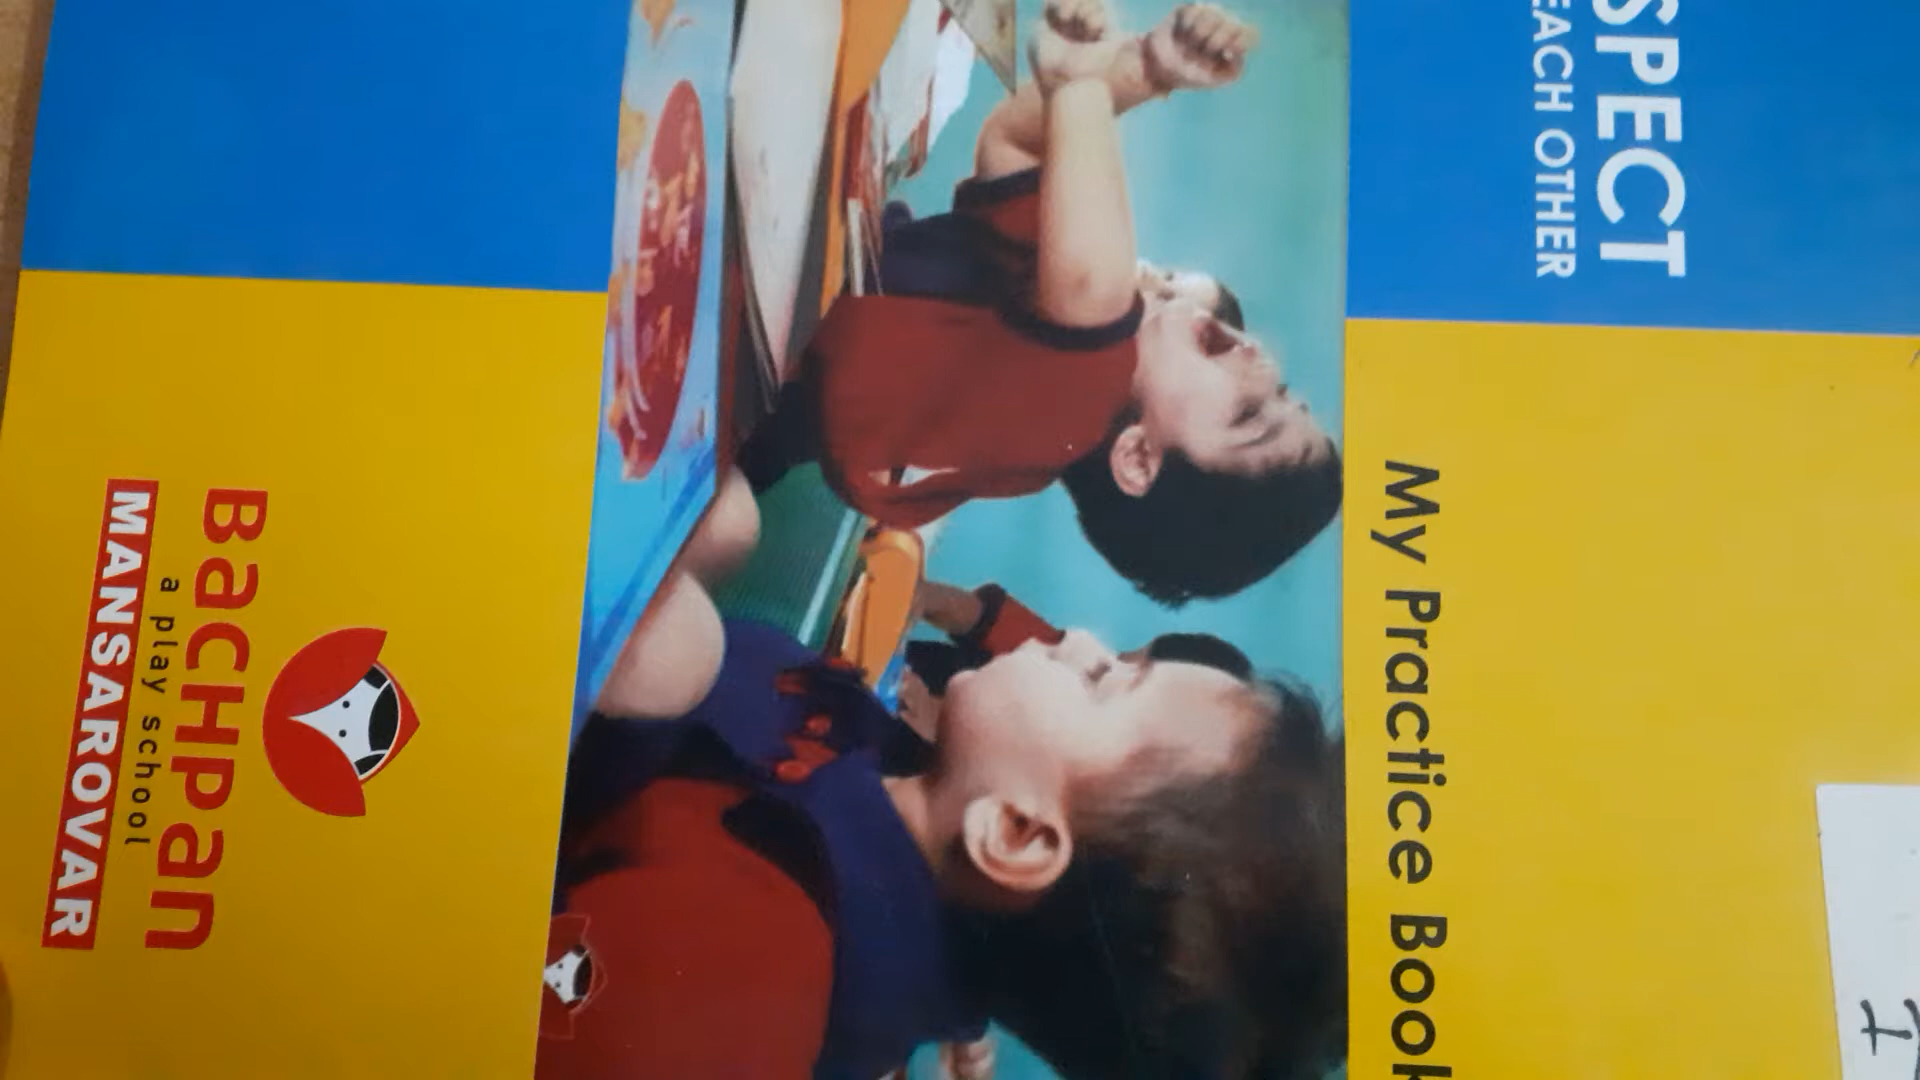 SPECT
EACH OTHER
My Practice Book
Bachpan
a play school
MANSAROVAR